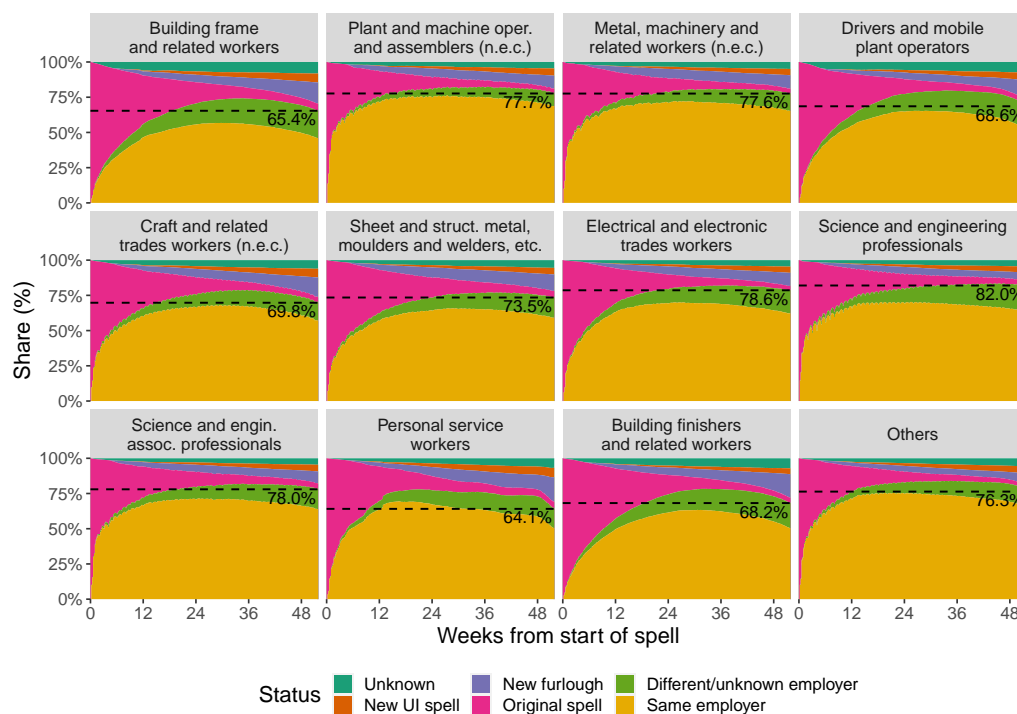 Building frame
and related workers
Plant and machine oper.
and assemblers (n.e.c.)
Metal, machinery and
related workers (n.e.c.)
Drivers and mobile
plant operators
100%
75%
50%
25%
0%
65.4%
77.7%
77.6%
68.6%
Craft and related
trades workers (n.e.c.)
Sheet and struct. metal,
moulders and welders, etc.
Electrical and electronic
trades workers
Science and engineering
professionals
100%
75%
50%
25%
0%
69.8%
73.5%
78.6%
82.0%
Share (%)
Science and engin.
assoc. professionals
Personal service
workers
Building finishers
and related workers
Others
100%
75%
50%
25%
0%
78.0%
64.1%
68.2%
76.3%
0 12 24 36 48 0 12 24 36 48 0 12 24 36 48 0 12 24 36 48
Weeks from start of spell
Status
Unknown
New UI spell
New furlough
Original spell
Different/unknown employer
Same employer